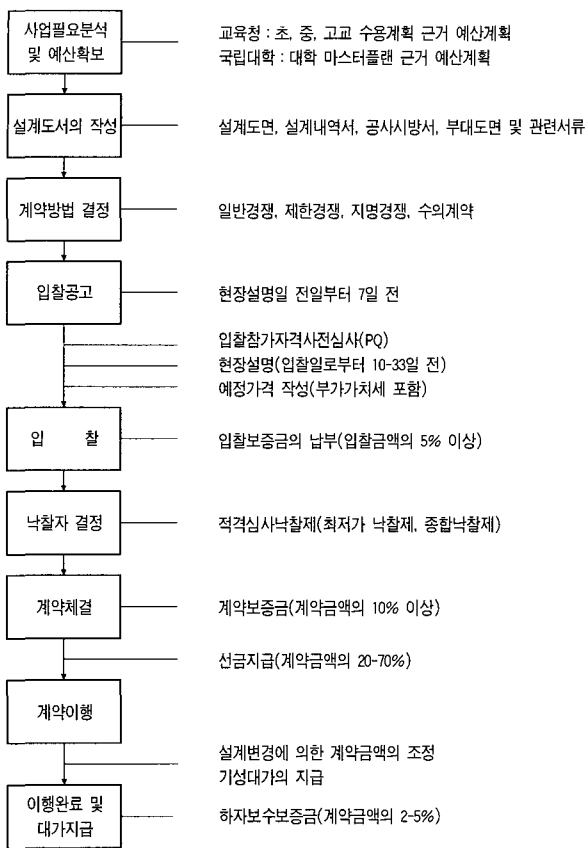 사업필요분석
및 예산확보
교육청 : 초, 중, 고교 수용계획 근거 예산계획
국립대학 : 대학 마스터플랜 근거 예산계획
설계도서의 작성
설계도면, 설계내역서, 공사시방서, 부대도면 및 관련서류
계약방법 결정
일반경쟁, 제한경쟁, 지명경쟁, 수의계약
입찰공고
현장설명일 전일부터 7일 전
입찰참가자격사전심사(PQ)
현장설명(입찰일로부터 10-33일 전)
예정가격 작성(부가가치세 포함)
입 찰
입찰보증금의 납부(입찰금액의 5% 이상)
낙찰자 결정
적격심사낙찰제(최저가 낙찰제, 종합낙찰제)
계약체결
계약보증금(계약금액의 10% 이상)
선금지급(계약금액의 20-70%)
계약이행
설계변경에 의한 계약금액의 조정
기성대가의 지급
이행완료 및
대가지급
하자보수보증금(계약금액의 2-5%)